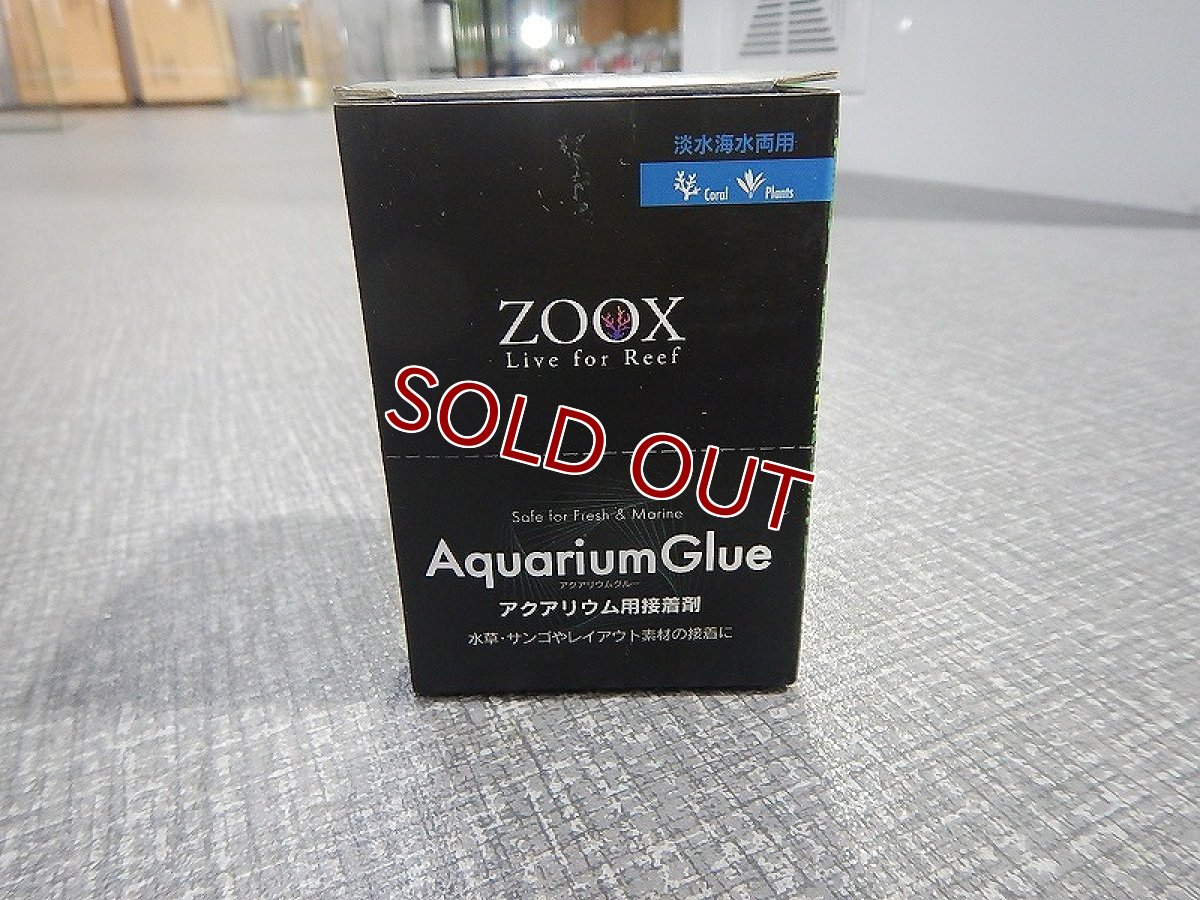 淡水海水両用
Coral Plants
ZOOX
Live for Reef
SOLD OUT
Safe for Fresh & Marine
AquariumGlue
アクアリウムグルー
アクアリウム用接着剤
水草・サンゴやレイアウト素材の接着に